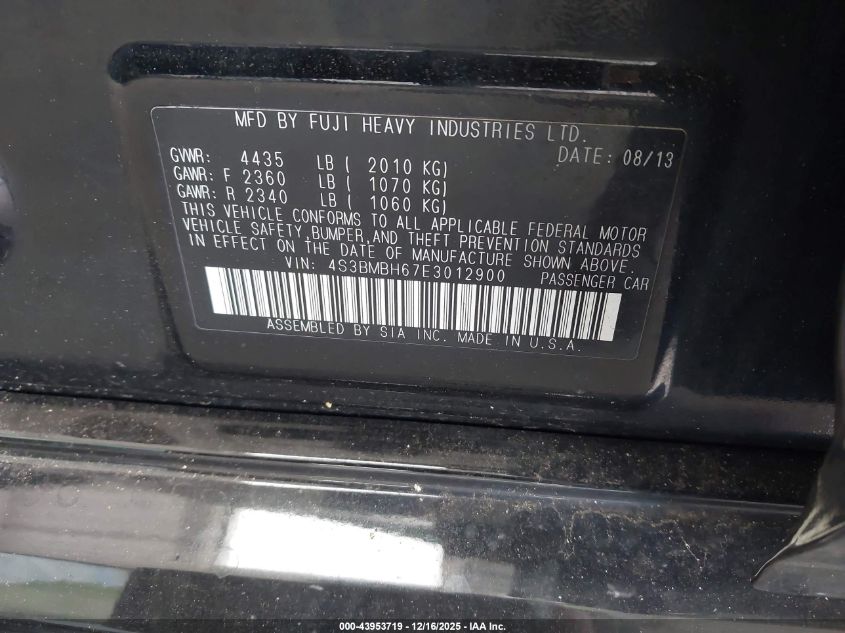 MFD BY FUJI HEAVY INDUSTRIES LTD.
DATE: 08/13
GVWR: 4435 LB ( 2010 KG)
GAWR: F 2360 LB ( 1070 KG)
GAWR: R 2340 LB ( 1060 KG)
THIS VEHICLE CONFORMS TO ALL APPLICABLE FEDERAL MOTOR
VEHICLE SAFETY, BUMPER, AND THEFT PREVENTION STANDARDS
IN EFFECT ON THE DATE OF MANUFACTURE SHOWN ABOVE.
VIN: 4S3BMBH67E3012900 PASSENGER CAR
ASSEMBLED BY SIA INC. MADE IN U.S.A.
000-43953719 - 12/16/2025 - IAA Inc.